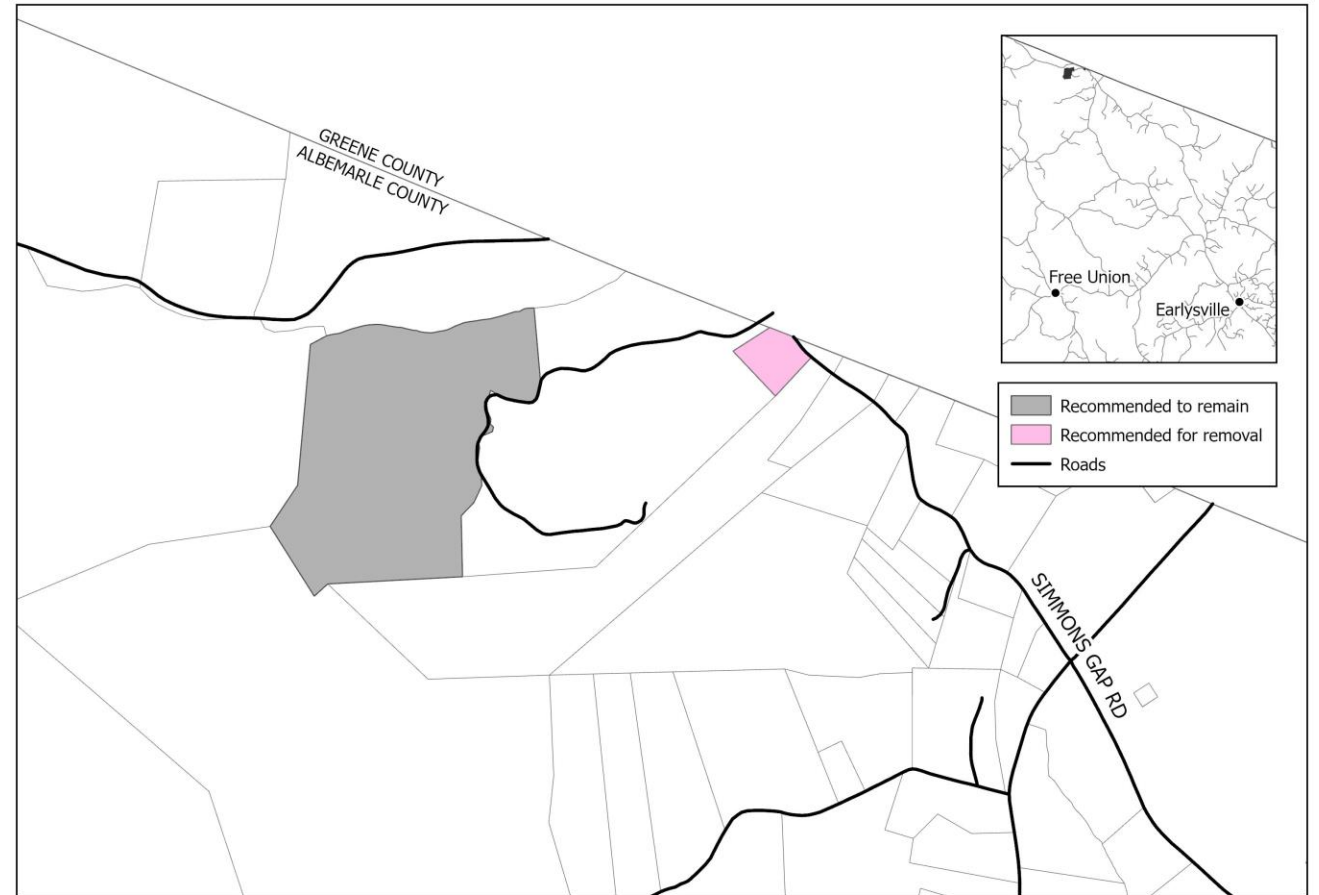 GREENE COUNTY
ALBEMARLE COUNTY
Free Union
Earlysville
Recommended to remain
Recommended for removal
Roads
SIMMONS GAP RD